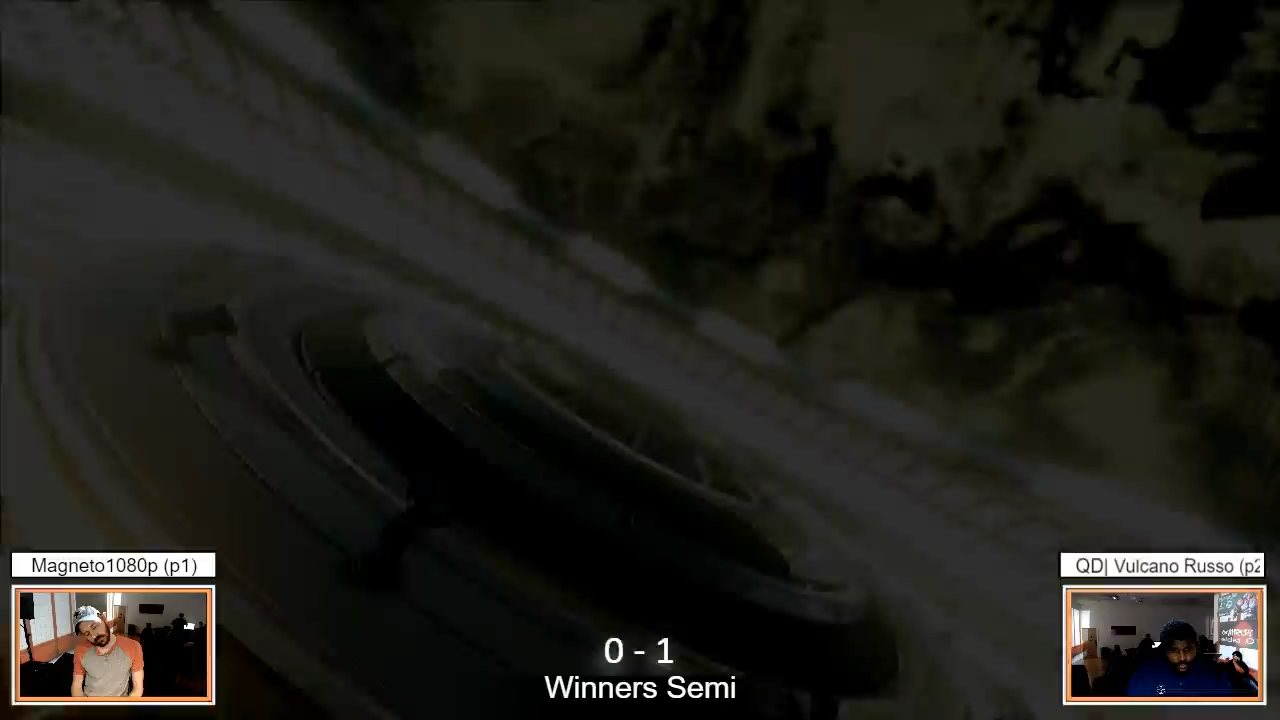 Magneto1080p (p1)
QD| Vulcano Russo (p2
0 - 1
Winners Semi